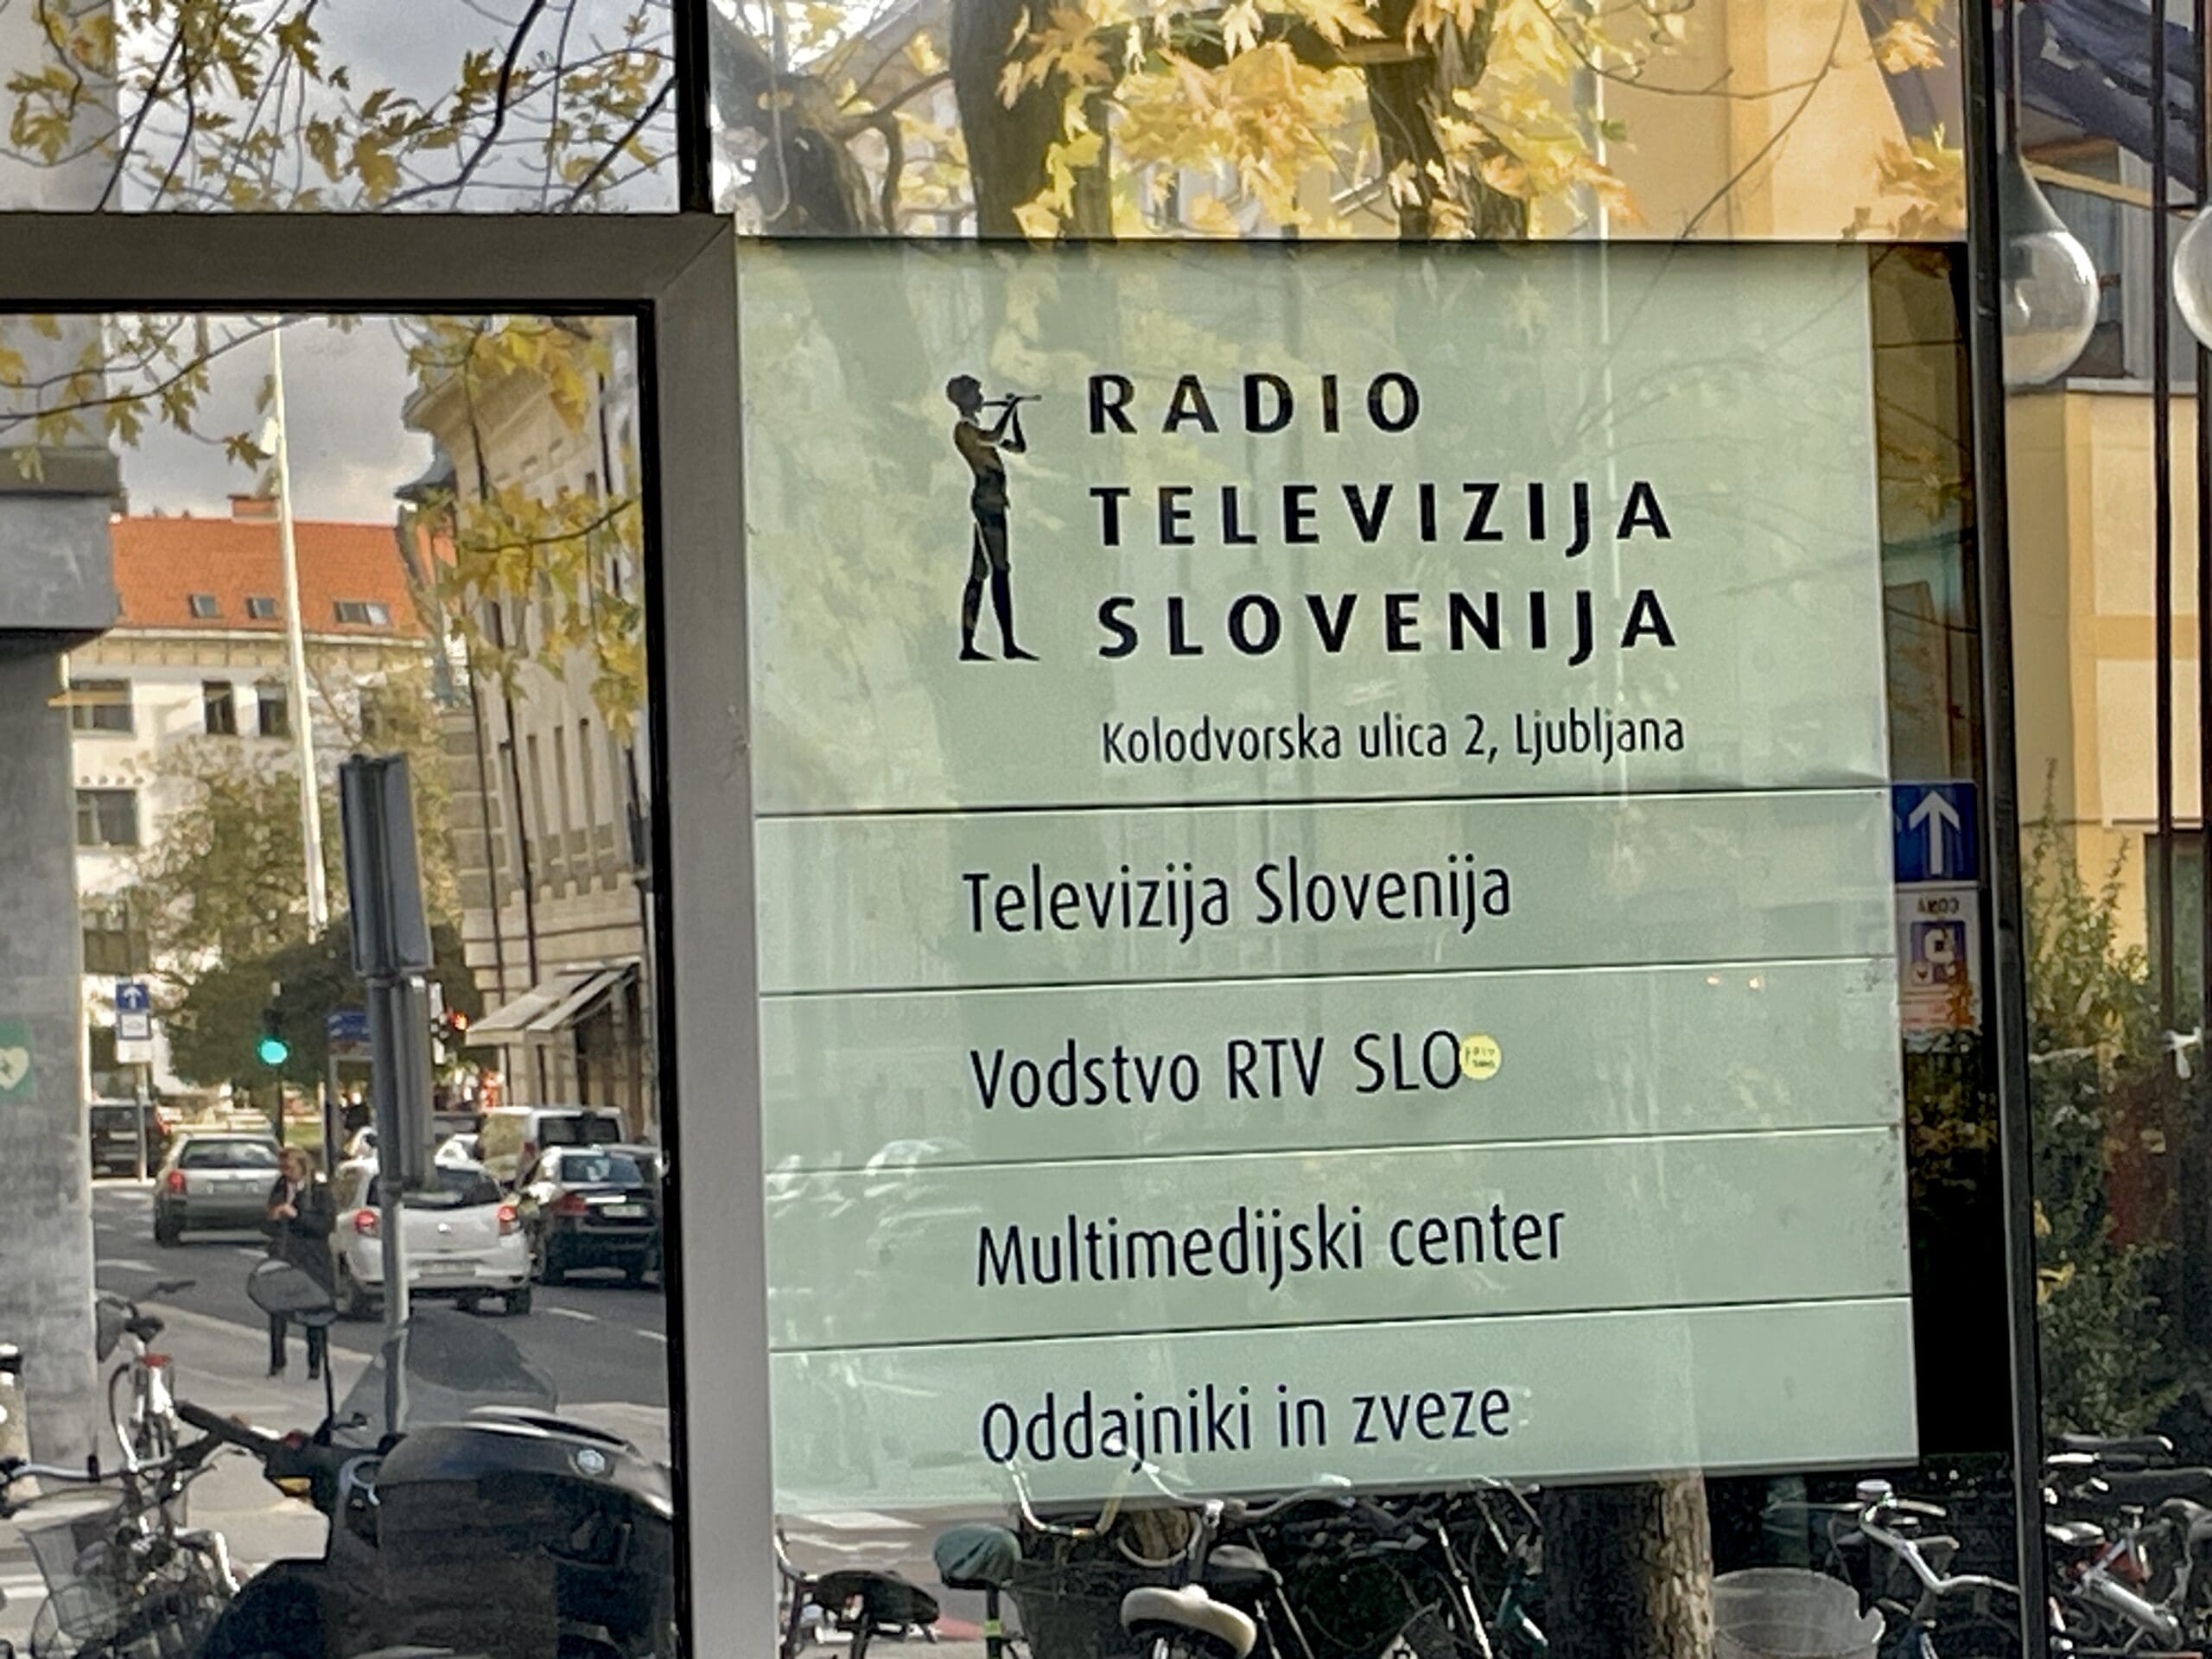 RADIO
TELEVIZIJA
SLOVENIJA
Kolodvorska ulica 2, Ljubljana
Televizija Slovenija
Vodstvo RTV SLO
Multimedijski center
Oddajniki in zveze